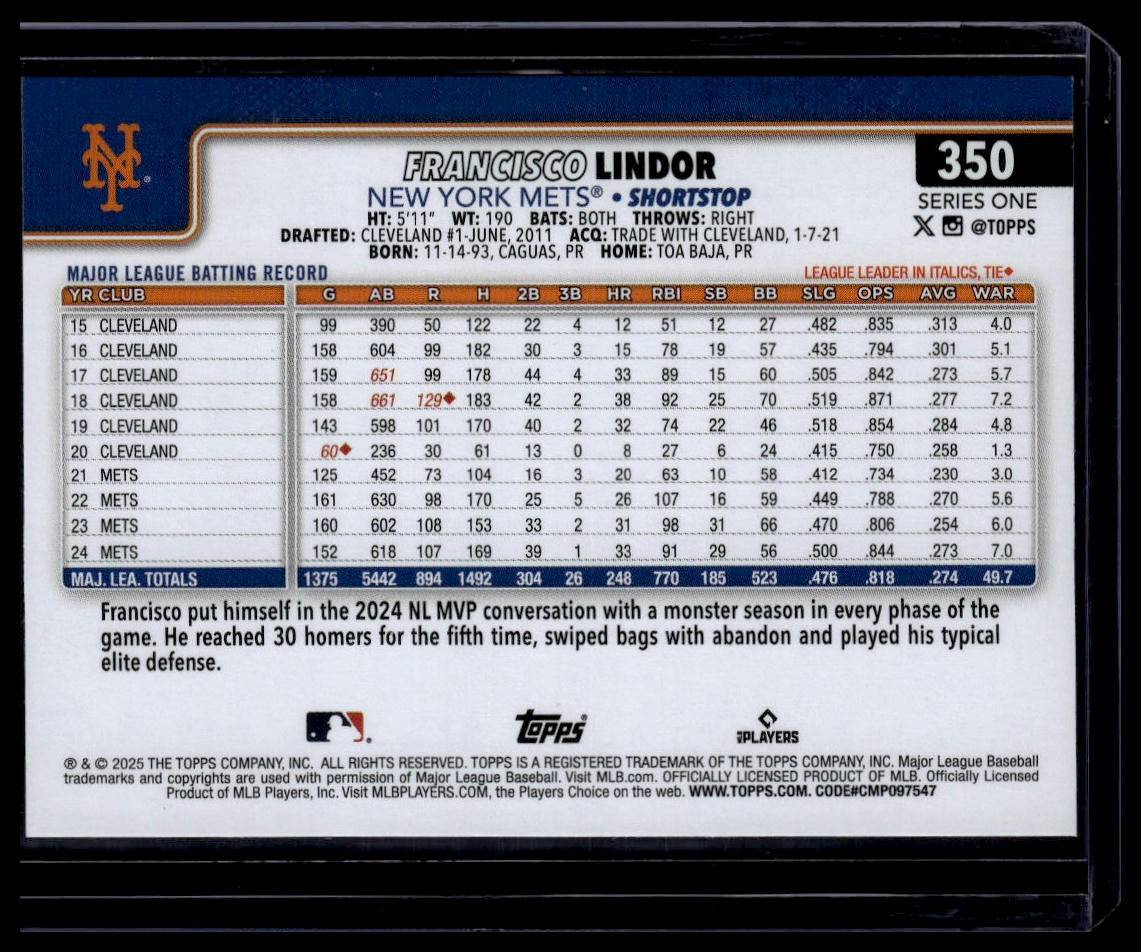 NY
350
FRANCISCO LINDOR
SERIES ONE
NEW YORK METS® • SHORTSTOP
@TOPPS
HT: 5'11" WT: 190 BATS: BOTH THROWS: RIGHT
DRAFTED: CLEVELAND #1-JUNE, 2011 ACQ: TRADE WITH CLEVELAND, 1-7-21
BORN: 11-14-93, CAGUAS, PR HOME: TOA BAJA, PR
MAJOR LEAGUE BATTING RECORD LEAGUE LEADER IN ITALICS, TIE◆
YR CLUB G AB R H 2B 3B HR RBI SB BB SLG OPS AVG WAR
15 CLEVELAND 99 390 50 122 22 4 12 51 12 27 .482 .835 .313 4.0
16 CLEVELAND 158 604 99 182 30 3 15 78 19 57 .435 .794 .301 5.1
17 CLEVELAND 159 651 99 178 44 4 33 89 15 60 .505 .842 .273 5.7
18 CLEVELAND 158 661 129◆ 183 42 2 38 92 25 70 .519 .871 .277 7.2
19 CLEVELAND 143 598 101 170 40 2 32 74 22 46 .518 .854 .284 4.8
20 CLEVELAND 60◆ 236 30 61 13 0 8 27 6 24 .415 .750 .258 1.3
21 METS 125 452 73 104 16 3 20 63 10 58 .412 .734 .230 3.0
22 METS 161 630 98 170 25 5 26 107 16 59 .449 .788 .270 5.6
23 METS 160 602 108 153 33 2 31 98 31 66 .470 .806 .254 6.0
24 METS 152 618 107 169 39 1 33 91 29 56 .500 .844 .273 7.0
MAJ. LEA. TOTALS 1375 5442 894 1492 304 26 248 770 185 523 .476 .818 .274 49.7
Francisco put himself in the 2024 NL MVP conversation with a monster season in every phase of the
game. He reached 30 homers for the fifth time, swiped bags with abandon and played his typical
elite defense.
Topps® PLAYERS
® & © 2025 THE TOPPS COMPANY, INC. ALL RIGHTS RESERVED. TOPPS IS A REGISTERED TRADEMARK OF THE TOPPS COMPANY, INC. Major League Baseball
trademarks and copyrights are used with permission of Major League Baseball. Visit MLB.com. OFFICIALLY LICENSED PRODUCT OF MLB. Officially Licensed
Product of MLB Players, Inc. Visit MLBPLAYERS.COM, the Players Choice on the web. WWW.TOPPS.COM. CODE#CMP097547